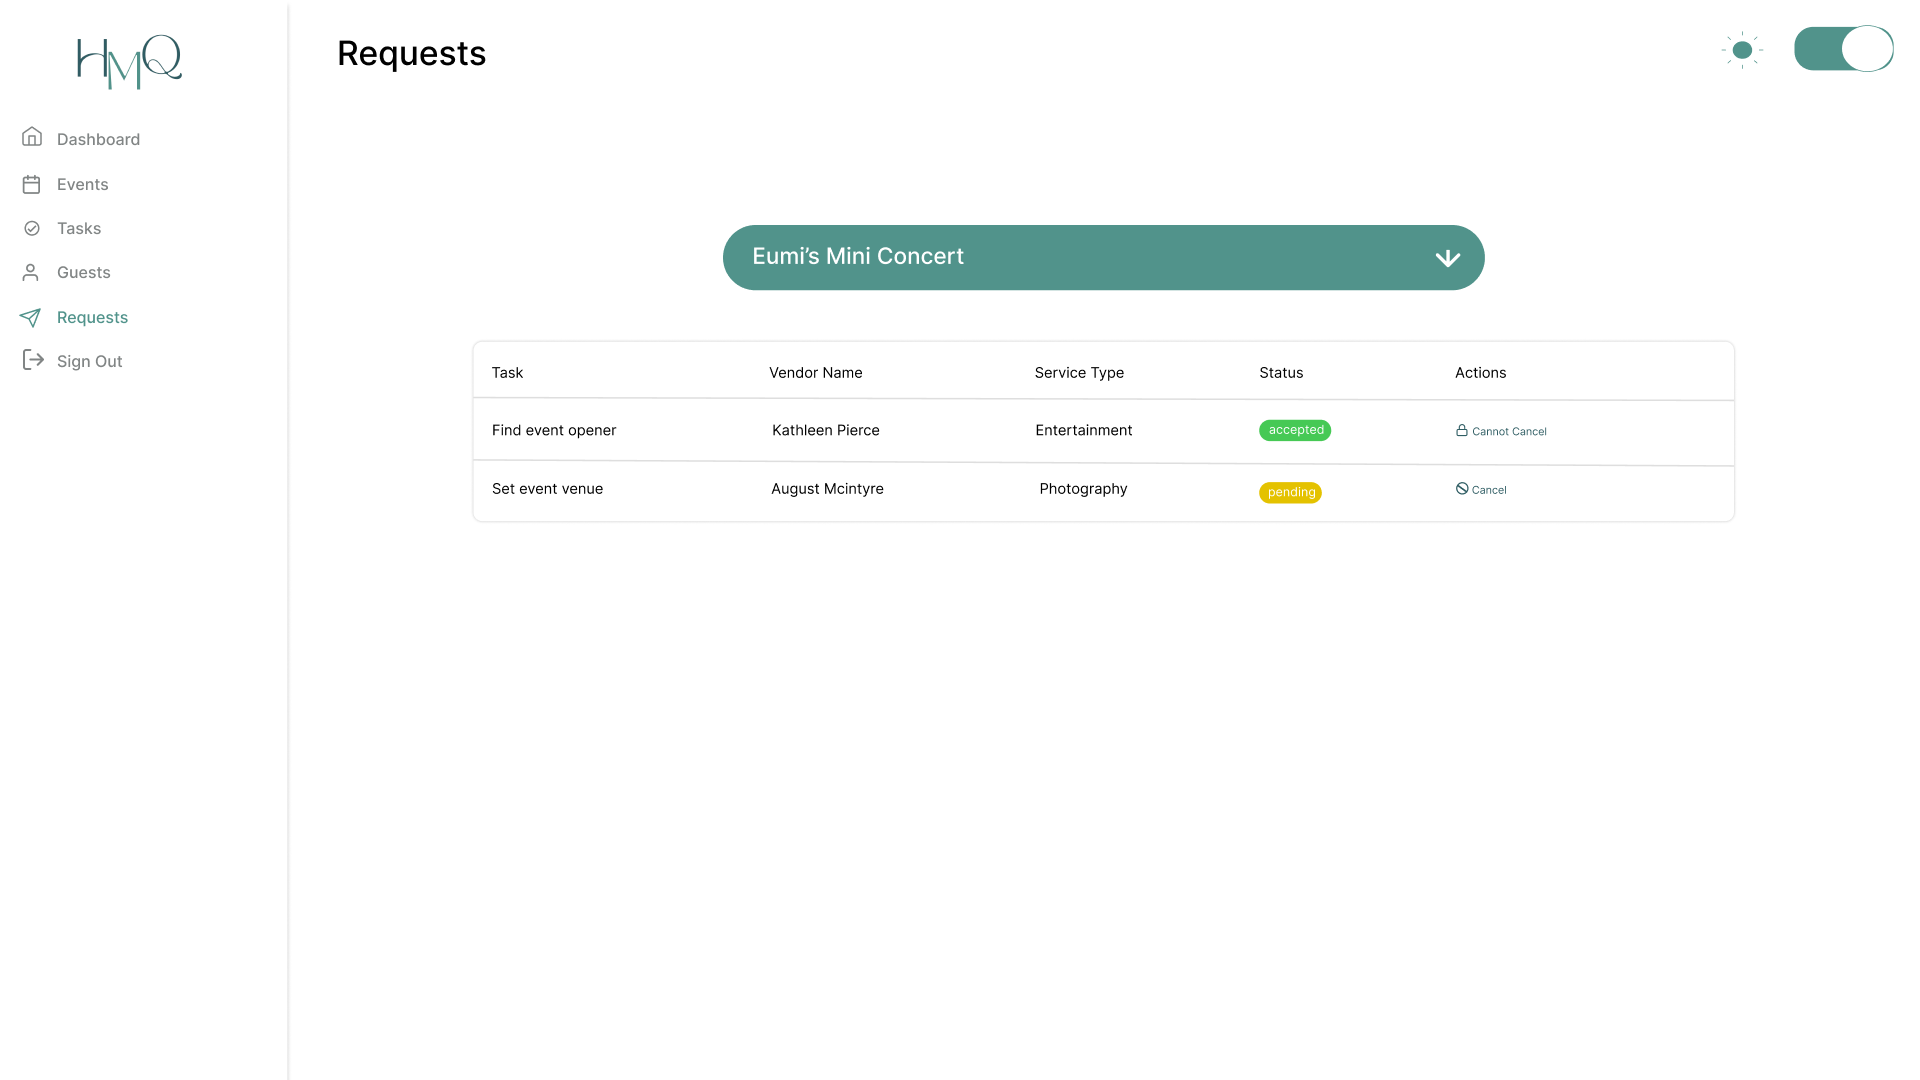 HMQ
Dashboard
Events
Tasks
Guests
Requests
Sign Out
Requests
Eumi’s Mini Concert
Task Vendor Name Service Type Status Actions
Find event opener Kathleen Pierce Entertainment accepted Cannot Cancel
Set event venue August Mcintyre Photography pending Cancel